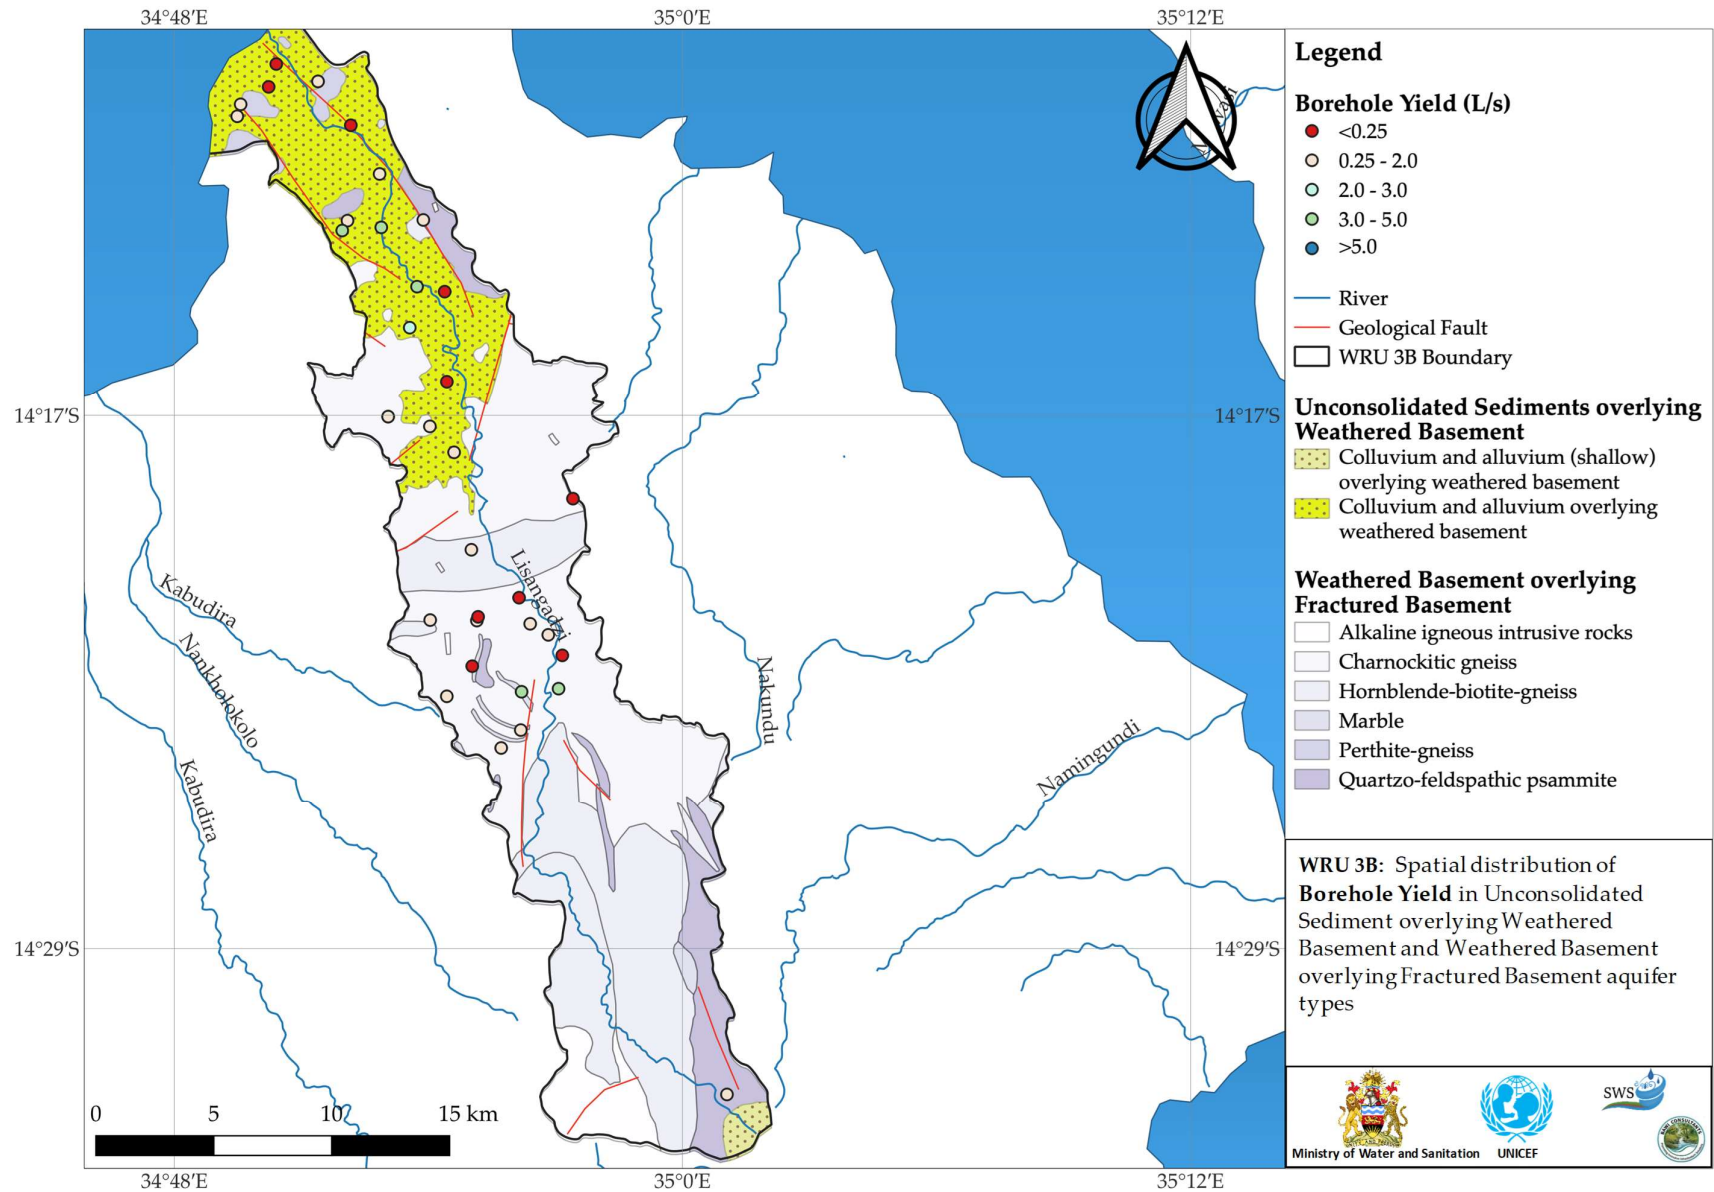 34°48′E
35°0′E
35°12′E
14°17′S
14°17′S
14°29′S
14°29′S
34°48′E
35°0′E
35°12′E
Lisangadzi
Kabudira
Nankholokolo
Kabudira
Nakundu
Namingundi
0
5
10
15 km
Legend
Borehole Yield (L/s)
<0.25
0.25 - 2.0
2.0 - 3.0
3.0 - 5.0
>5.0
River
Geological Fault
WRU 3B Boundary
Unconsolidated Sediments overlying
Weathered Basement
Colluvium and alluvium (shallow)
overlying weathered basement
Colluvium and alluvium overlying
weathered basement
Weathered Basement overlying
Fractured Basement
Alkaline igneous intrusive rocks
Charnockitic gneiss
Hornblende-biotite-gneiss
Marble
Perthite-gneiss
Quartzo-feldspathic psammite
WRU 3B: Spatial distribution of
Borehole Yield in Unconsolidated
Sediment overlying Weathered
Basement and Weathered Basement
overlying Fractured Basement aquifer
types
Ministry of Water and Sanitation
UNICEF
SWS